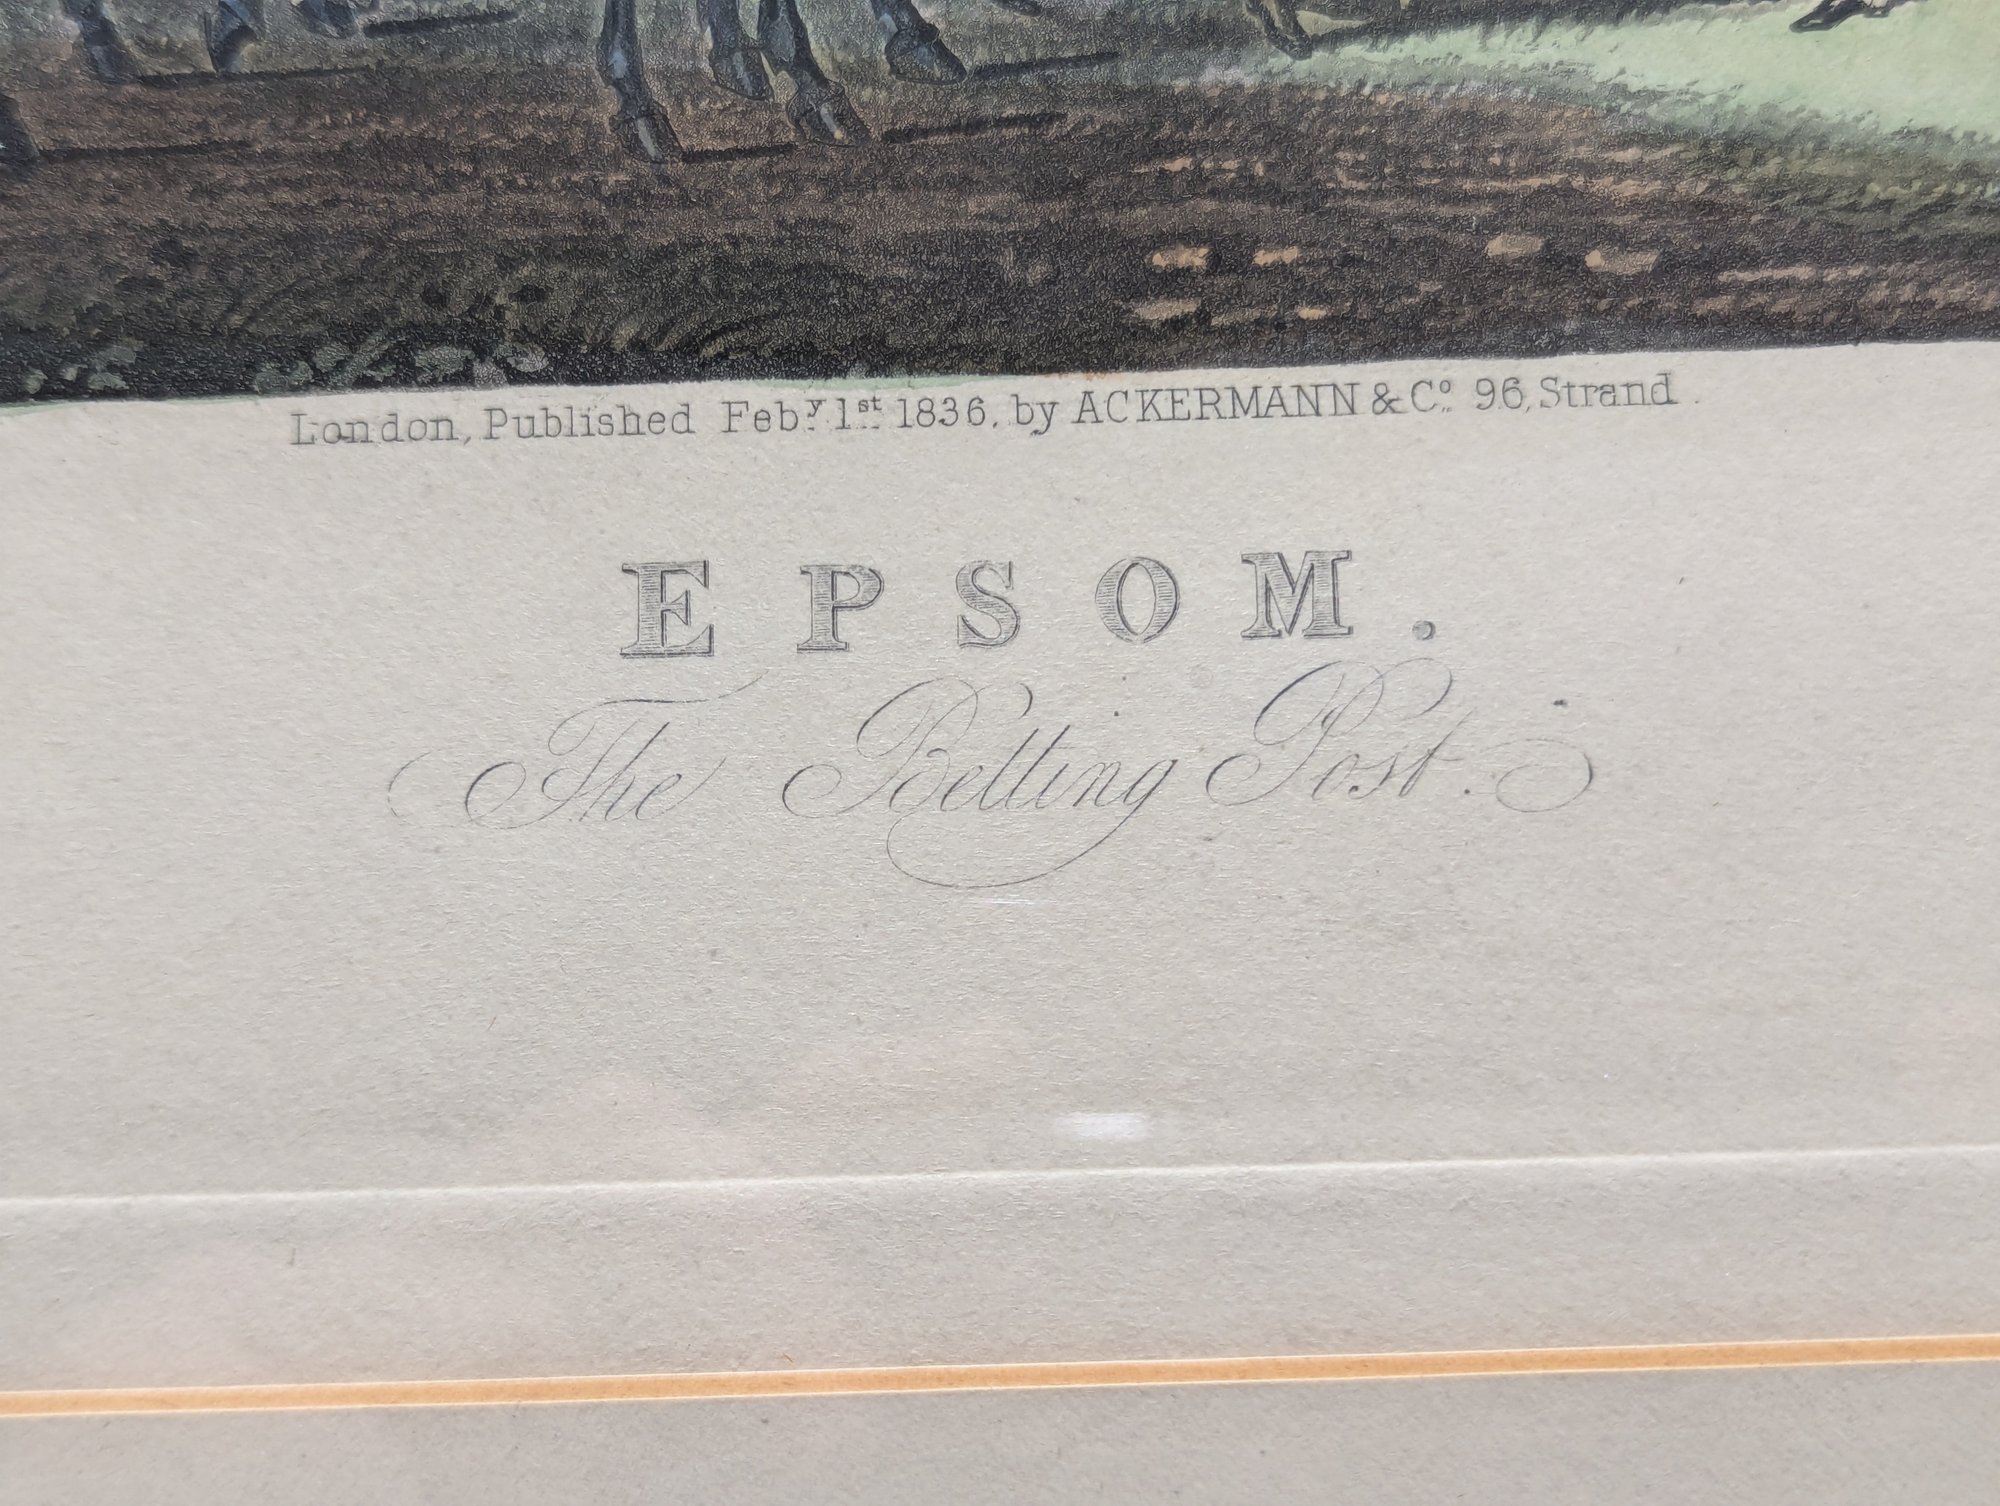 London, Published Feby. 1st. 1836, by ACKERMANN & Co. 96, Strand.
EPSOM.
The Betting Post.